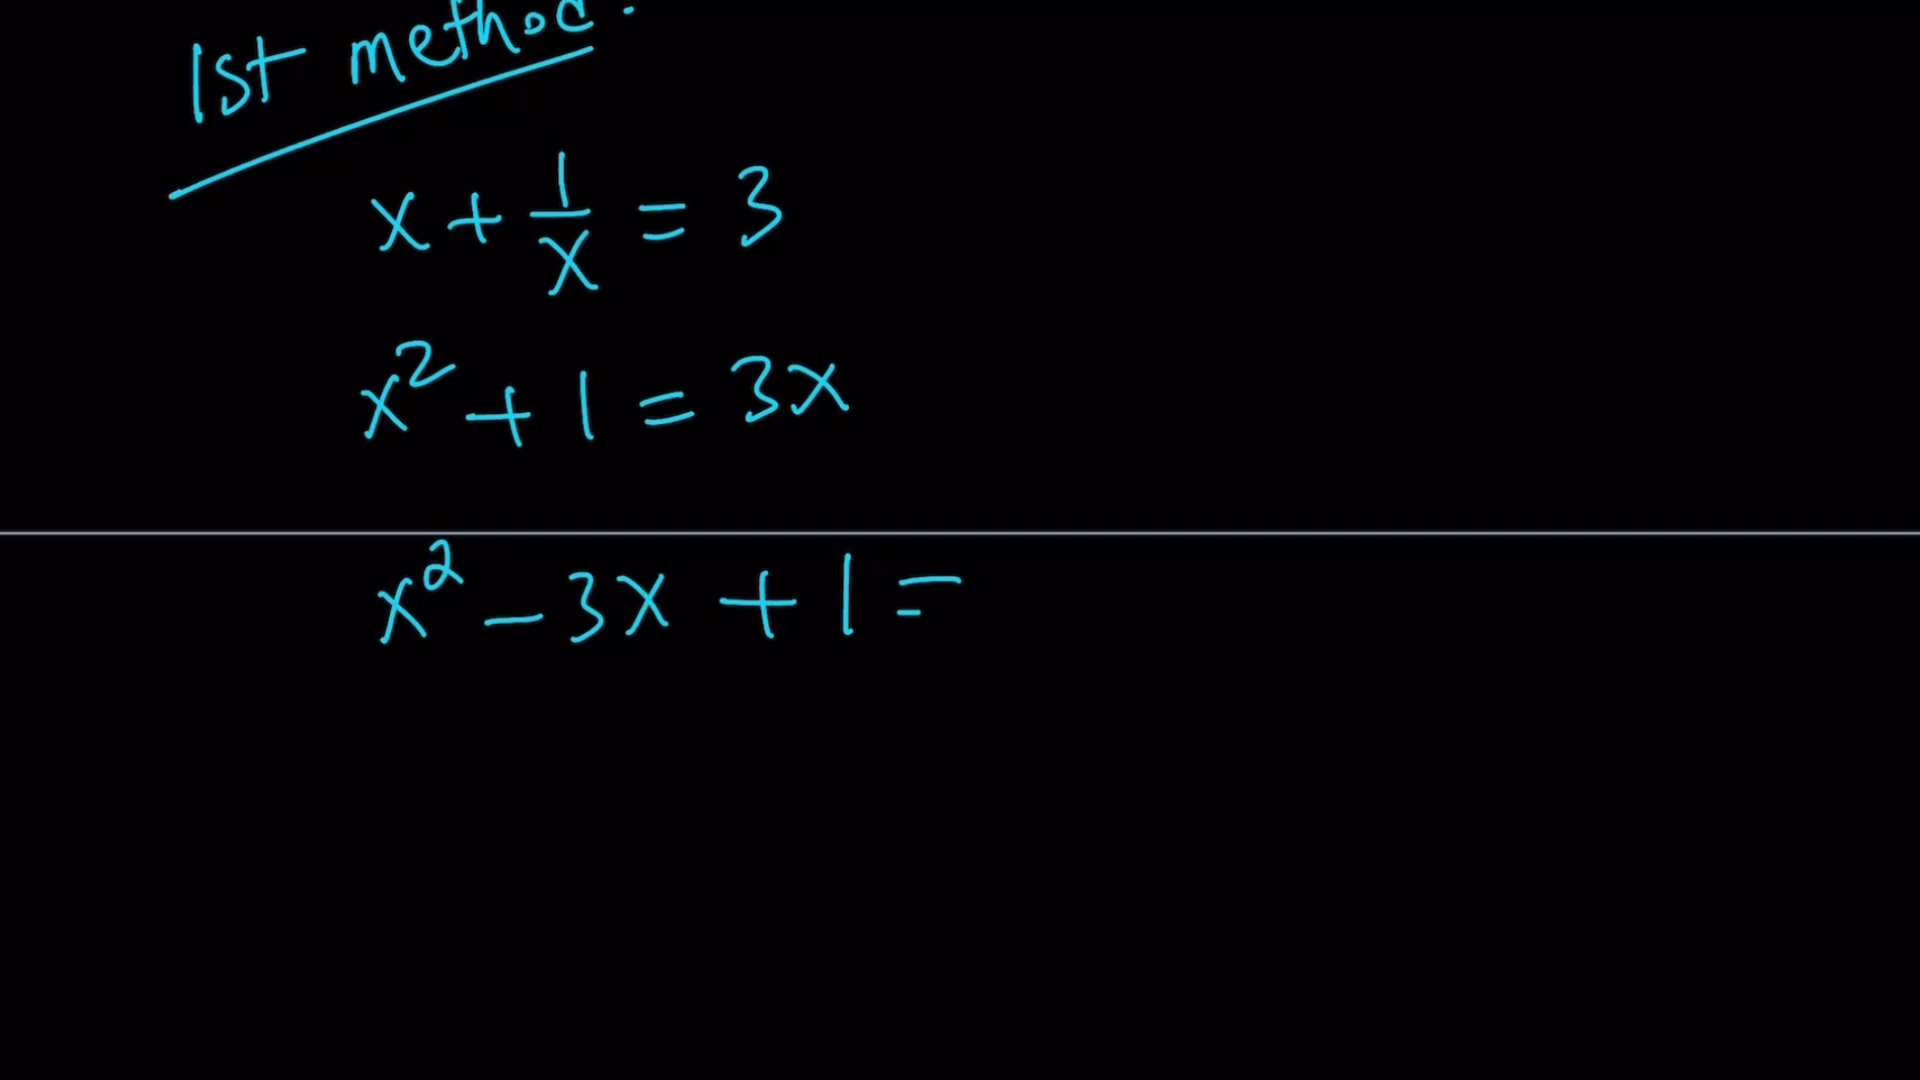 1st method:
x + 1/x = 3
x² + 1 = 3x
x² - 3x + 1 =